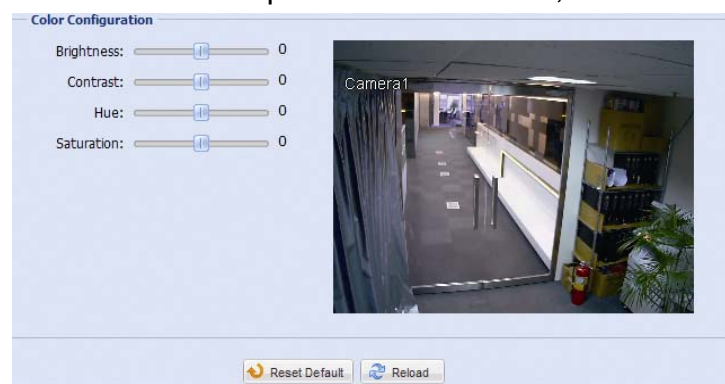 Color Configuration
Brightness: 0
Contrast: 0
Hue: 0
Saturation: 0
Camera1
Reset Default
Reload